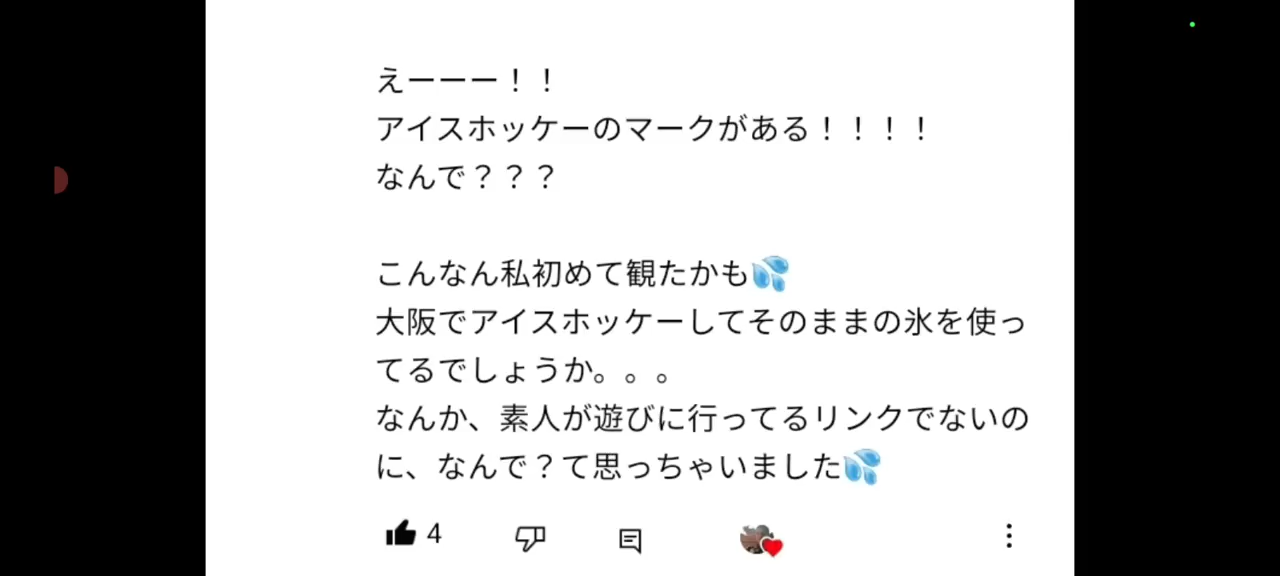 えーーー！！
アイスホッケーのマークがある！！！！
なんで？？？
こんなん私初めて観たかも💦
大阪でアイスホッケーしてそのままの氷を使っ
てるでしょうか。。。
なんか、素人が遊びに行ってるリンクでないの
に、なんで？て思っちゃいました💦
4